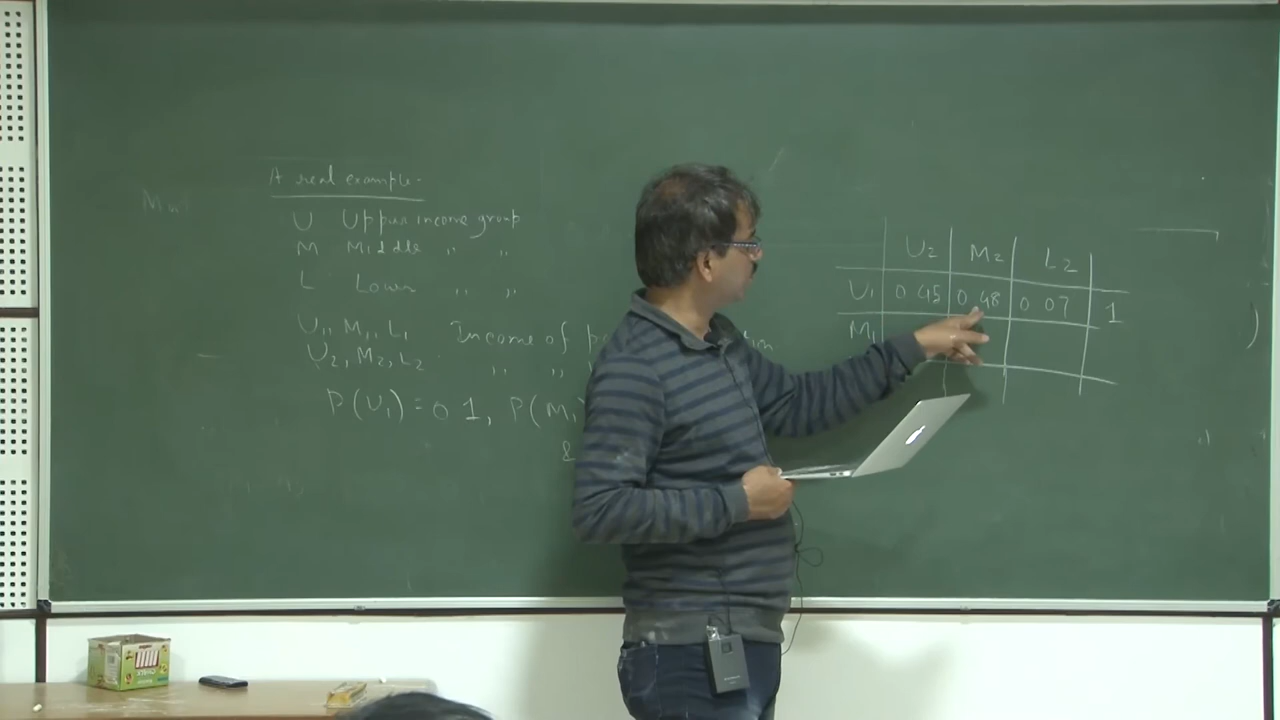 A real example.
U Upper income group
M Middle " "
L Lower " "
U1, M1, L1 Income of
U2, M2, L2 " "
P(U1) = 0 1, P(M1
&
U2 M2 L2
U1 0 45 0 48 0 07 1
M1